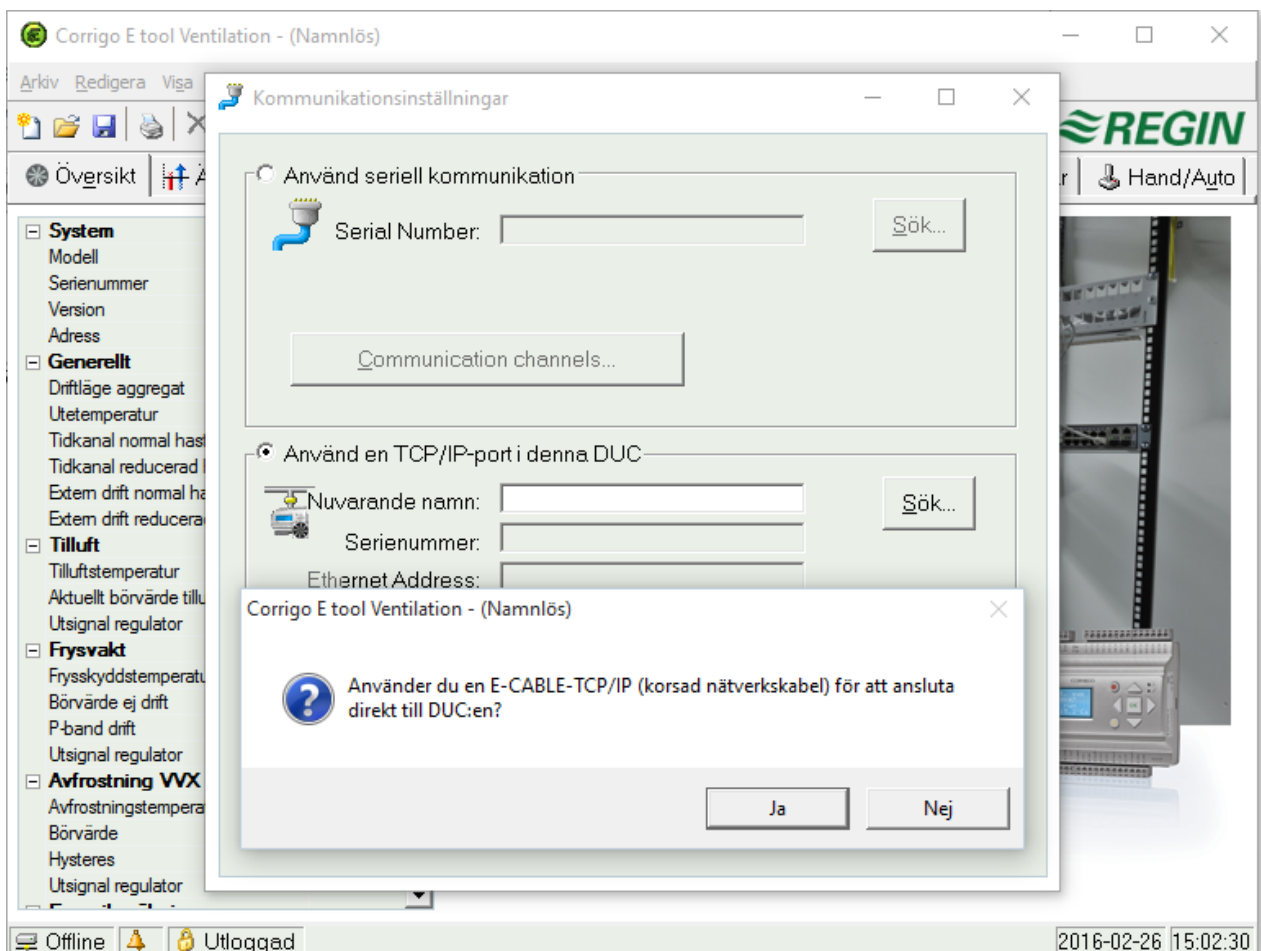 Corrigo E tool Ventilation - (Namnlös)
Arkiv Redigera Visa
REGIN
Översikt
Hand/Auto
System
Modell
Serienummer
Version
Adress
Generellt
Driftläge aggregat
Utetemperatur
Tidkanal normal hast
Tidkanal reducerad
Extern drift normal ha
Extern drift reducera
Tilluft
Tilluftstemperatur
Aktuellt börvärde tillu
Utsignal regulator
Frysvakt
Frysskyddstemperatu
Börvärde ej drift
P-band drift
Utsignal regulator
Avfrostning VVX
Avfrostningstempera
Börvärde
Hysteres
Utsignal regulator
Kommunikationsinställningar
Använd seriell kommunikation
Serial Number:
Sök...
Communication channels...
Använd en TCP/IP-port i denna DUC
Nuvarande namn:
Sök...
Serienummer:
Ethernet Address:
Corrigo E tool Ventilation - (Namnlös)
Använder du en E-CABLE-TCP/IP (korsad nätverkskabel) för att ansluta
direkt till DUC:en?
Ja
Nej
Offline
Utloggad
2016-02-26
15:02:30